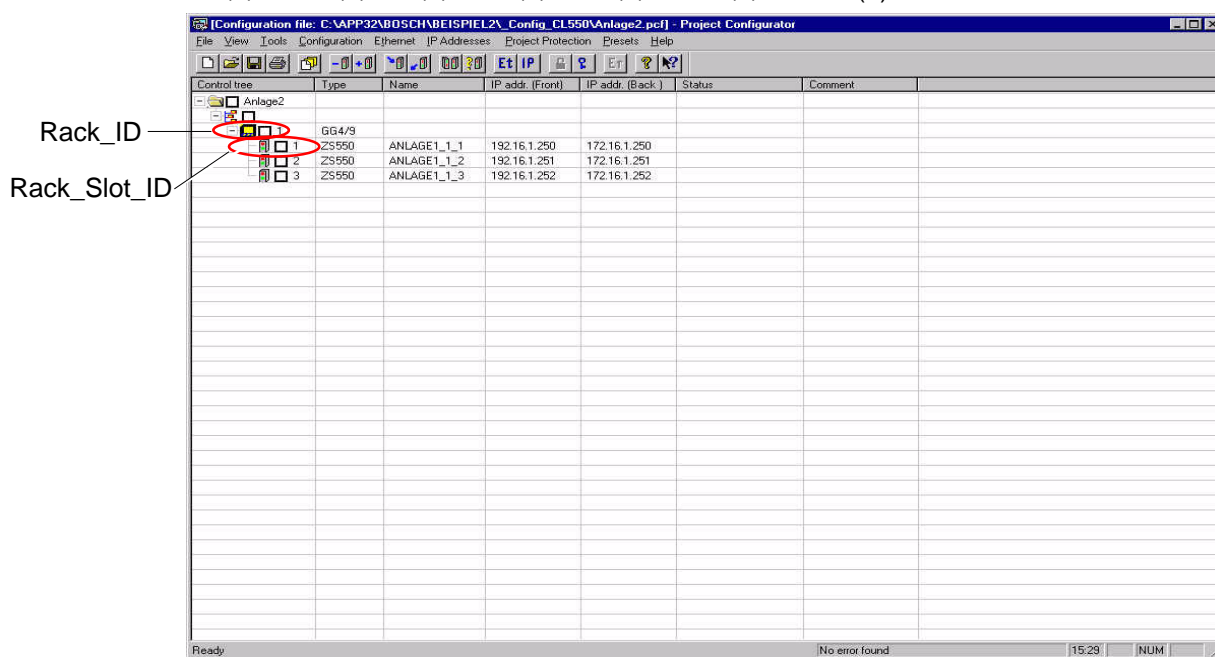 [Configuration file: C:\APP32\BOSCH\BEISPIEL2\_Config_CL550\Anlage2.pcf] - Project Configurator
File View Tools Configuration Ethernet IP Addresses Project Protection Presets Help
Et IP Er
Control tree Type Name IP addr. (Front) IP addr. (Back ) Status Comment
Anlage2
Rack_ID
1 GG4/9
1 ZS550 ANLAGE1_1_1 192.16.1.250 172.16.1.250
2 ZS550 ANLAGE1_1_2 192.16.1.251 172.16.1.251
Rack_Slot_ID
3 ZS550 ANLAGE1_1_3 192.16.1.252 172.16.1.252
Ready No error found 15:29 NUM